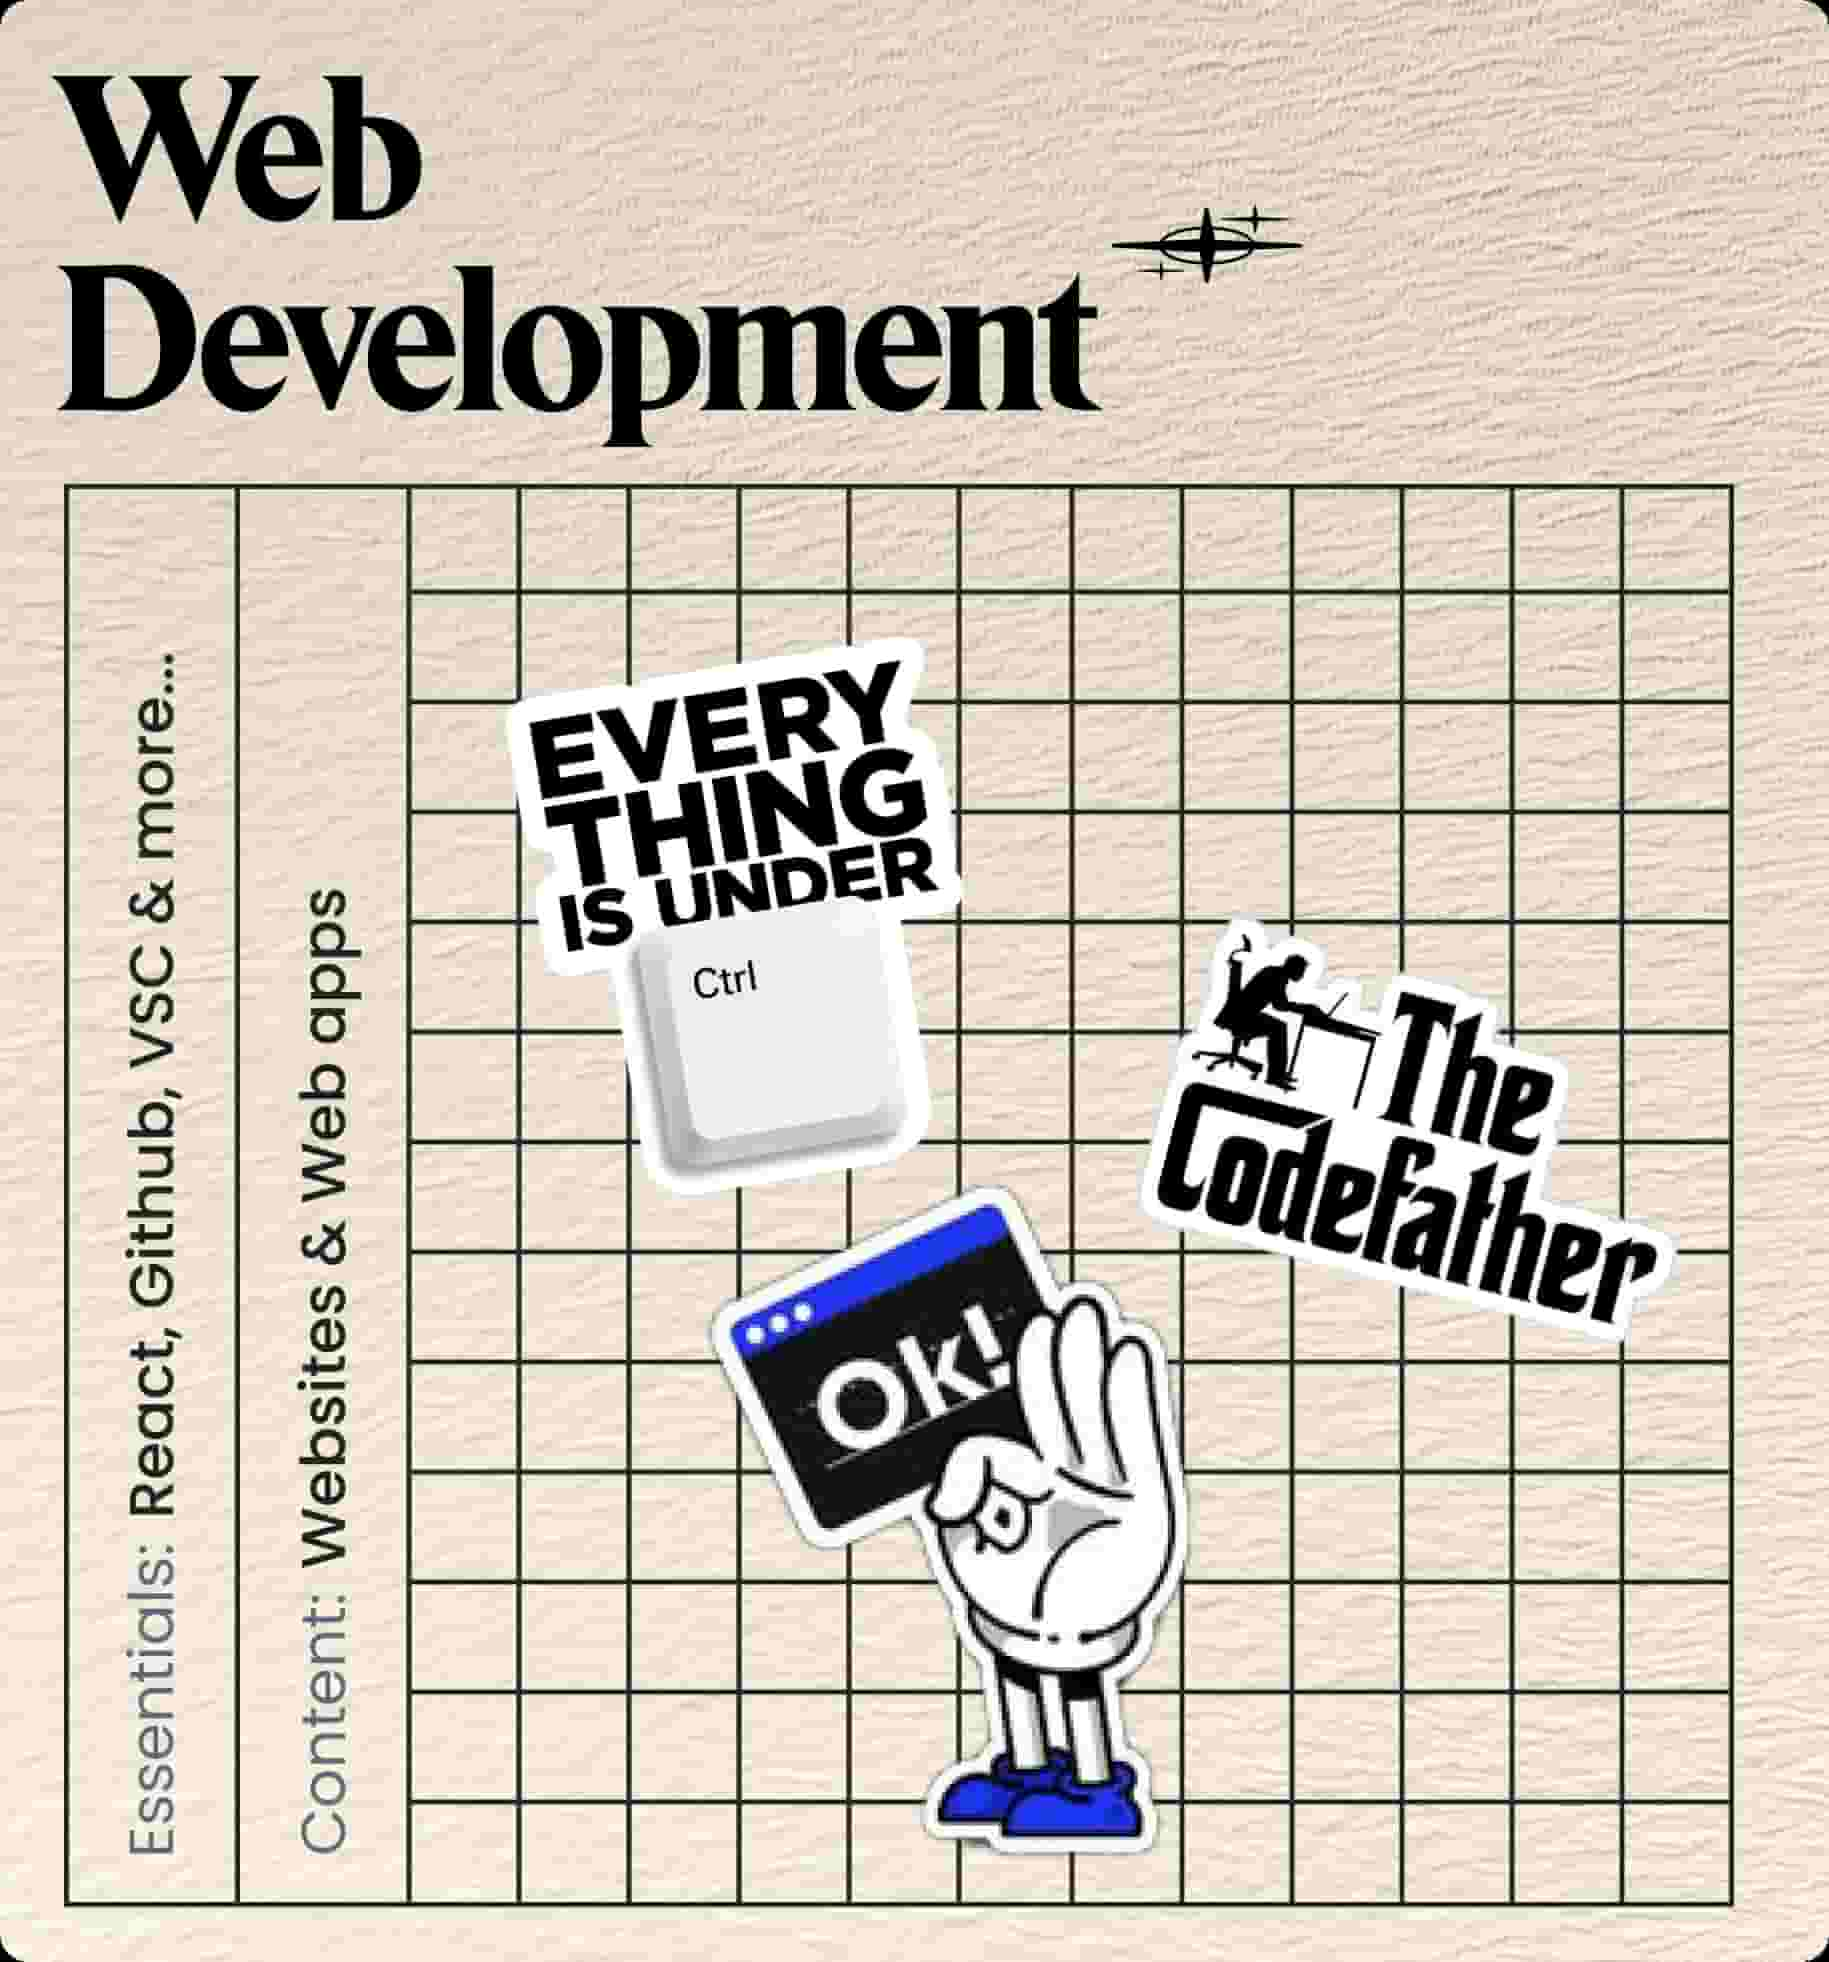 Web
Development
Essentials: React, Github, VSC & more...
Content: Websites & Web apps
EVERY
THING
IS UNDER
Ctrl
The
Codefather
Ok!